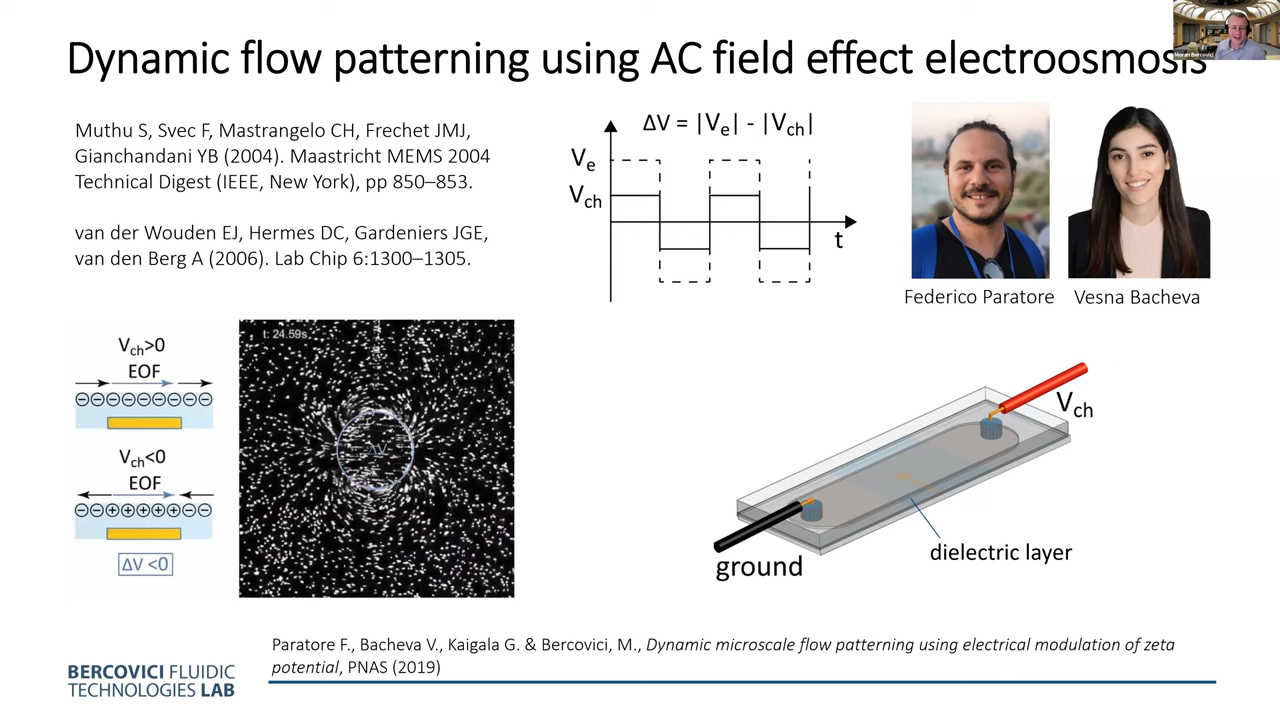 Dynamic flow patterning using AC field effect electroosmosis
Moran Bercovici
Muthu S, Svec F, Mastrangelo CH, Frechet JMJ,
Gianchandani YB (2004). Maastricht MEMS 2004
Technical Digest (IEEE, New York), pp 850–853.
van der Wouden EJ, Hermes DC, Gardeniers JGE,
van den Berg A (2006). Lab Chip 6:1300–1305.
ΔV = |Ve| - |Vch|
Ve
Vch
t
Federico Paratore
Vesna Bacheva
Vch>0
EOF
Vch<0
EOF
ΔV <0
t: 24.59s
ΔV
Vch
ground
dielectric layer
Paratore F., Bacheva V., Kaigala G. & Bercovici, M., Dynamic microscale flow patterning using electrical modulation of zeta
potential, PNAS (2019)
BERCOVICI FLUIDIC
TECHNOLOGIES LAB